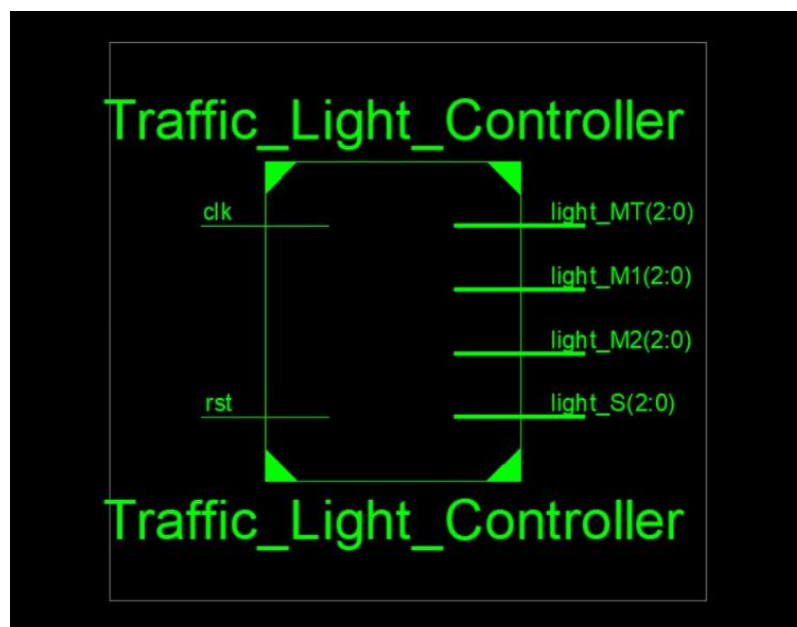 Traffic_Light_Controller
clk
light_MT(2:0)
light_M1(2:0)
light_M2(2:0)
rst
light_S(2:0)
Traffic_Light_Controller